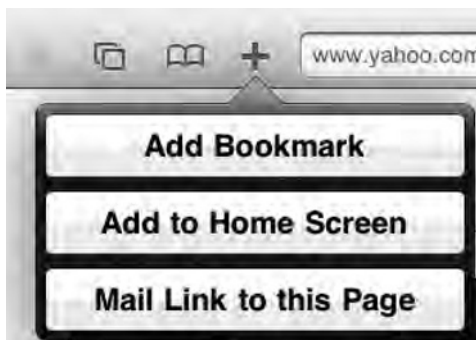 www.yahoo.com
Add Bookmark
Add to Home Screen
Mail Link to this Page